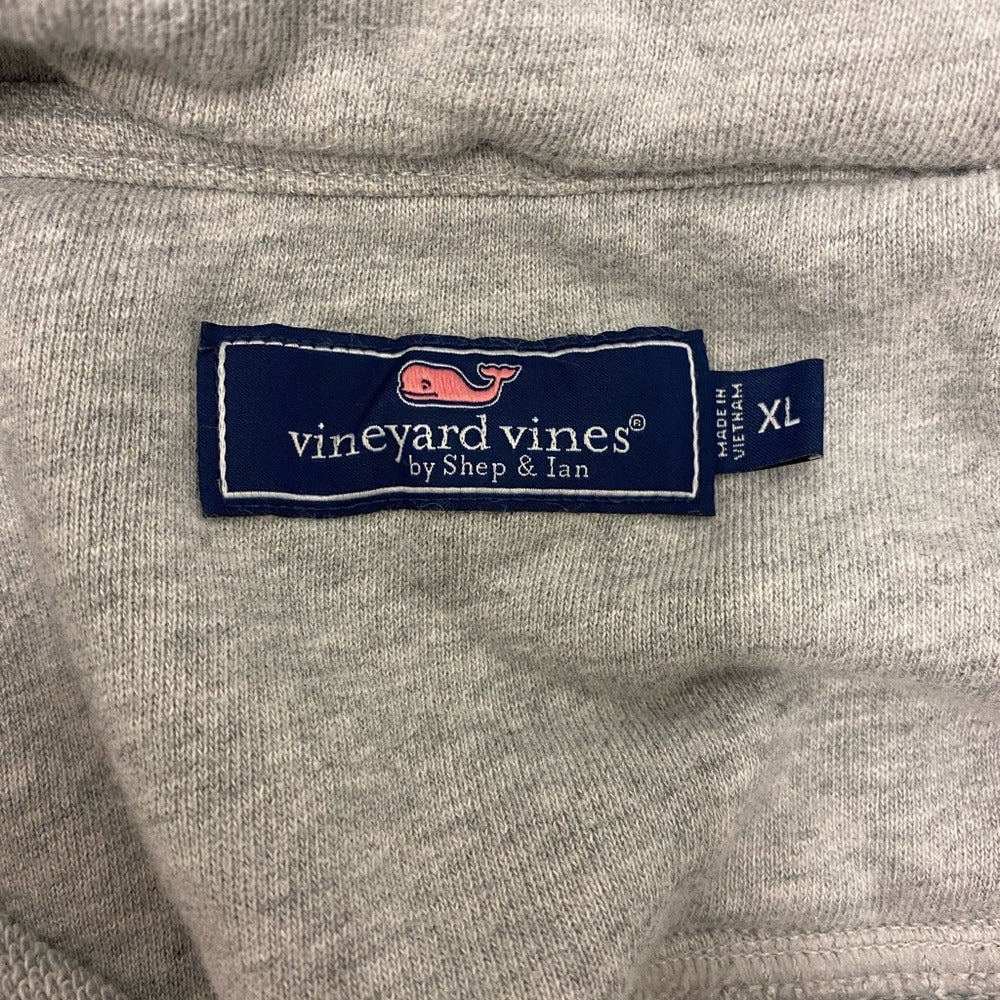 vineyard vines®
by Shep & Ian
MADE IN
VIETNAM
XL